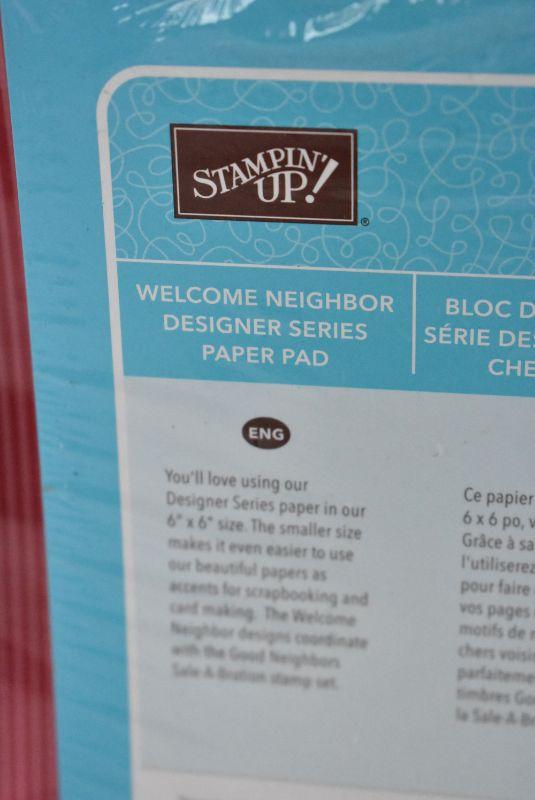 STAMPIN'
UP!®
WELCOME NEIGHBOR
DESIGNER SERIES
PAPER PAD
BLOC D
SÉRIE DES
CHE
ENG
You'll love using our
Designer Series paper in our
6" x 6" size. The smaller size
makes it even easier to use
our beautiful papers as
accents for scrapbooking and
card making. The Welcome
Neighbor designs coordinate
with the Good Neighbors
Sale-A-Bration stamp set.
Ce papier
6 x 6 po, v
Grâce à sa
l'utiliserez
pour faire
vos pages
motifs de
chers voisi
parfaiteme
timbres Go
la Sale-A-B